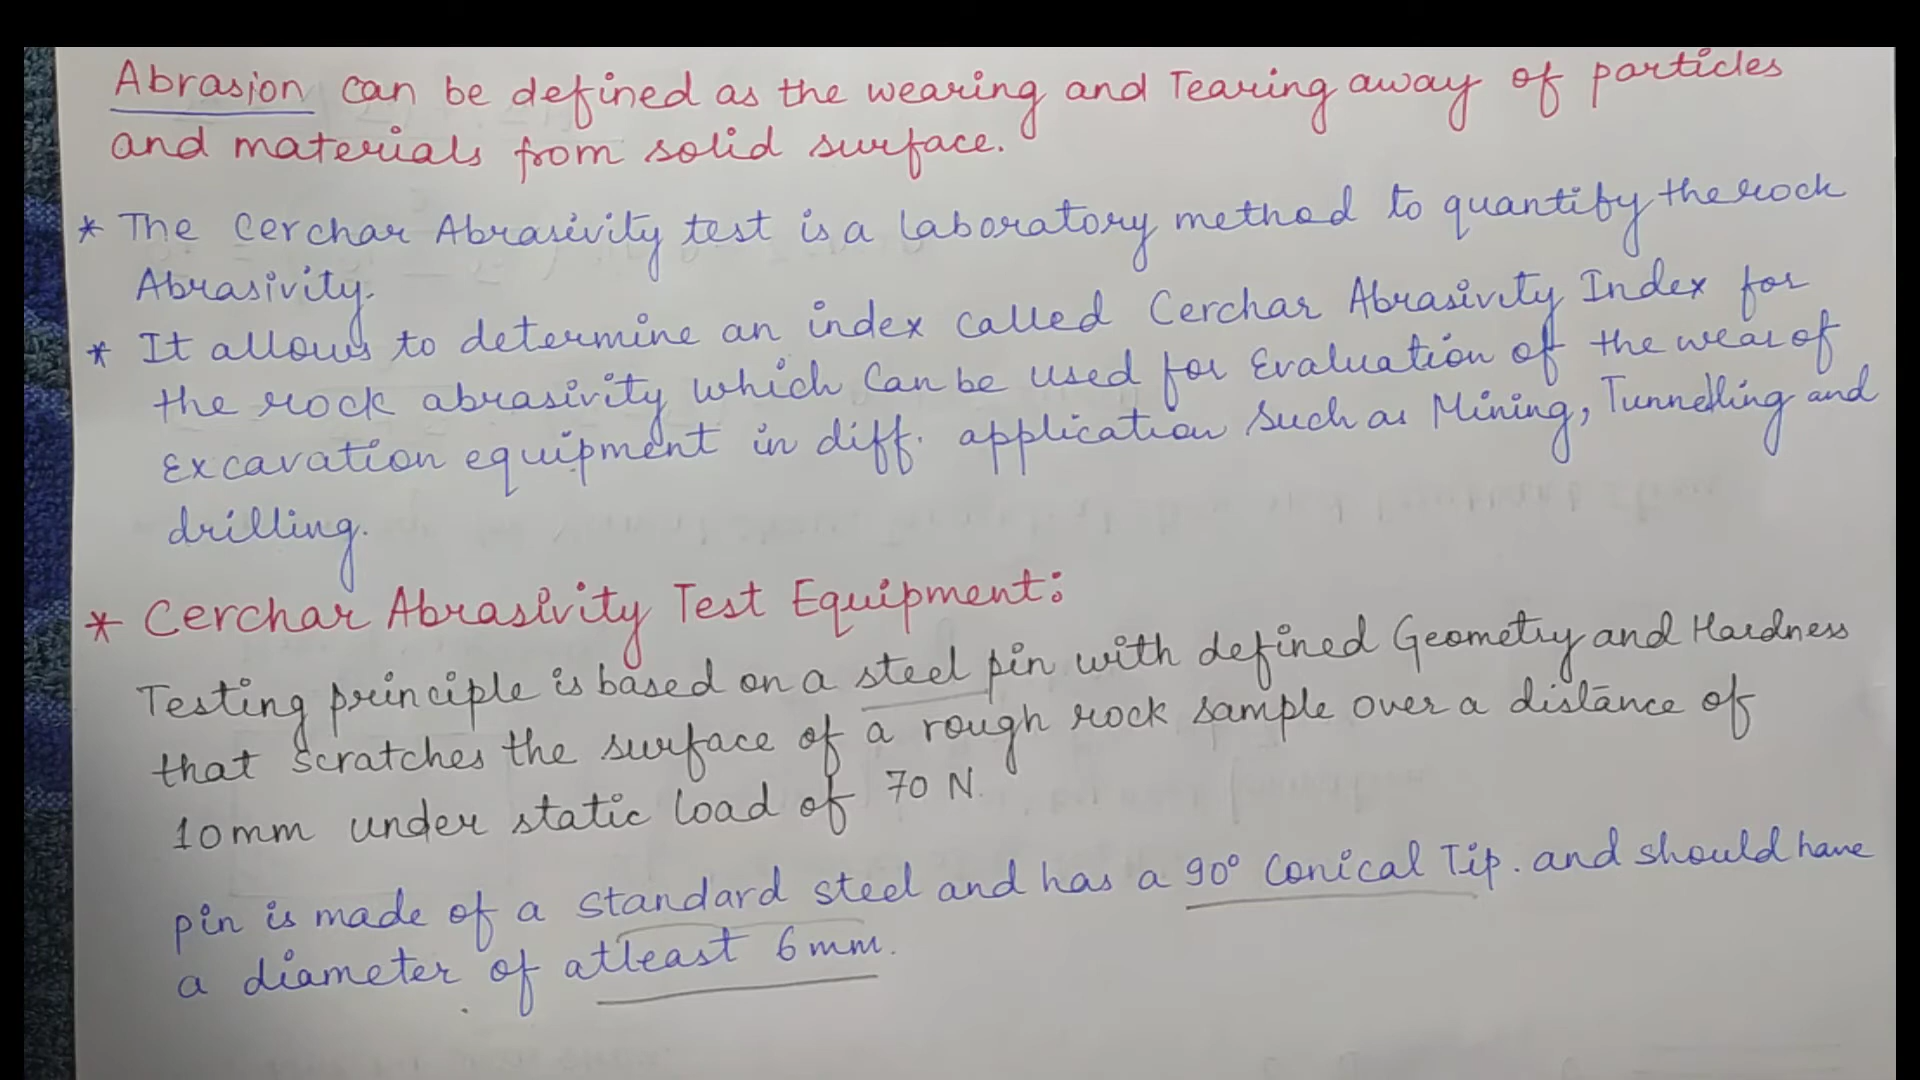 Abrasion can be defined as the wearing and Tearing away of particles
and materials from solid surface.
* The Cerchar Abrasivity test is a laboratory method to quantify the rock
Abrasivity.
* It allows to determine an index called Cerchar Abrasivity Index for
the rock abrasivity which can be used for Evaluation of the wear of
Excavation equipment in diff. application such as Mining, Tunnelling and
drilling.
* Cerchar Abrasivity Test Equipment:
Testing principle is based on a steel pin with defined Geometry and Hardness
that scratches the surface of a rough rock sample over a distance of
10mm under static load of 70 N.
pin is made of a standard steel and has a 90° Conical Tip. and should have
a diameter of atleast 6mm.